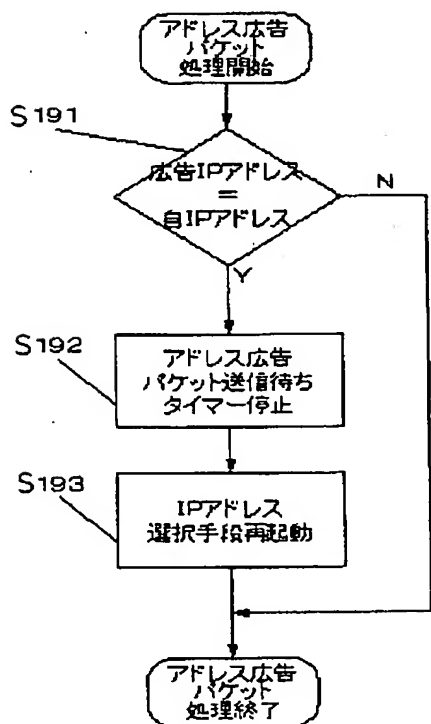 アドレス広告
パケット
処理開始
S191
広告IPアドレス
=
自IPアドレス
N
Y
S192
アドレス広告
パケット送信待ち
タイマー停止
S193
IPアドレス
選択手段再起動
アドレス広告
パケット
処理終了